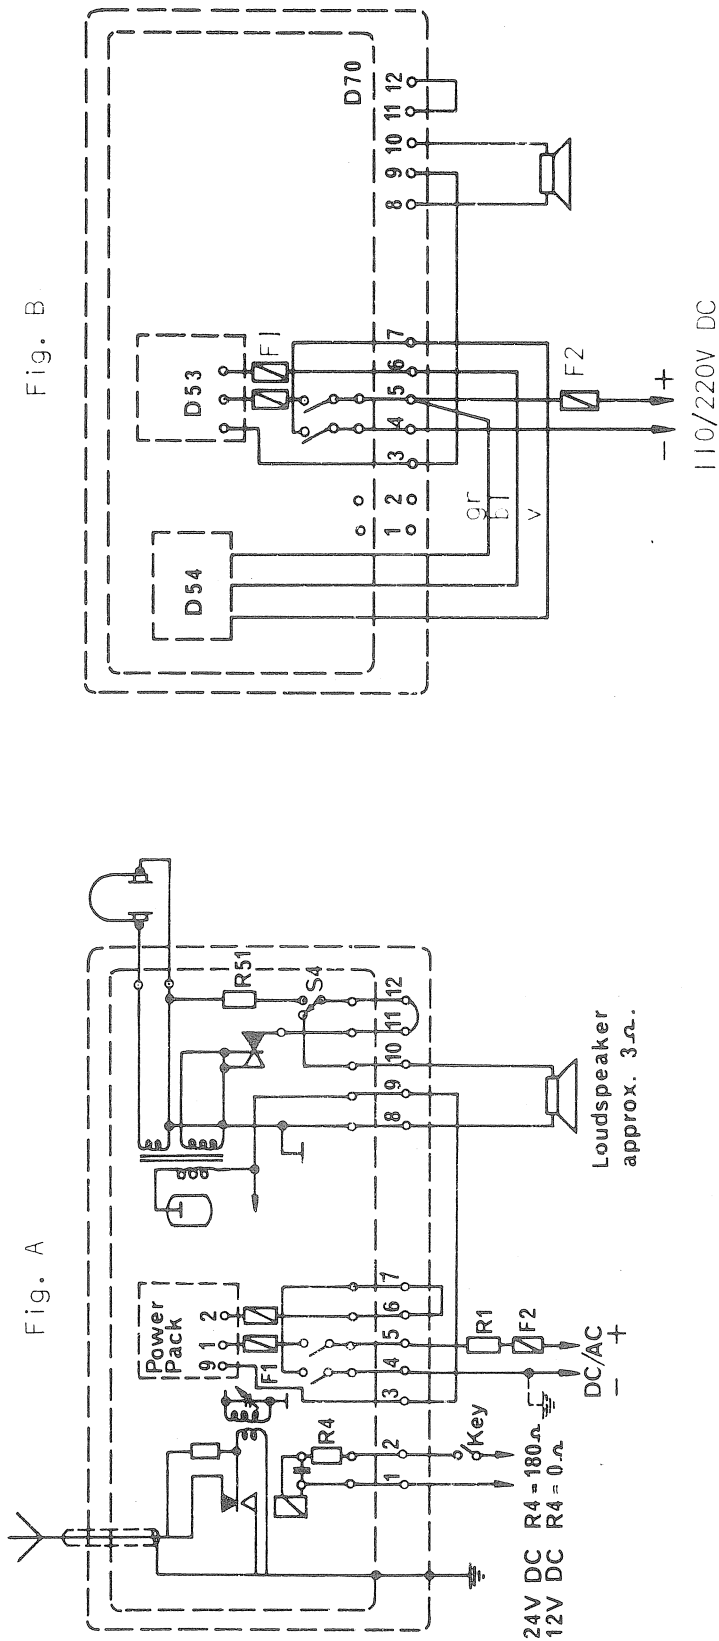 Fig. B
D53
D54
D70
F1
1 2 3 4 5 6 7 8 9 10 11 12
gr
bl
v
F2
− +
110/220V DC
Fig. A
Power
Pack
9 1 2
F1
R4
R51
S4
1 2 3 4 5 6 7 8 9 10 11 12
Key
R1
F2
DC/AC
− +
Loudspeaker
approx. 3Ω.
24V DC R4=180Ω
12V DC R4=0Ω